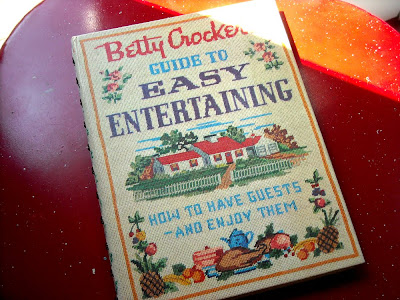 Betty Crocker's
GUIDE TO
EASY
ENTERTAINING
HOW TO HAVE GUESTS
—AND ENJOY THEM